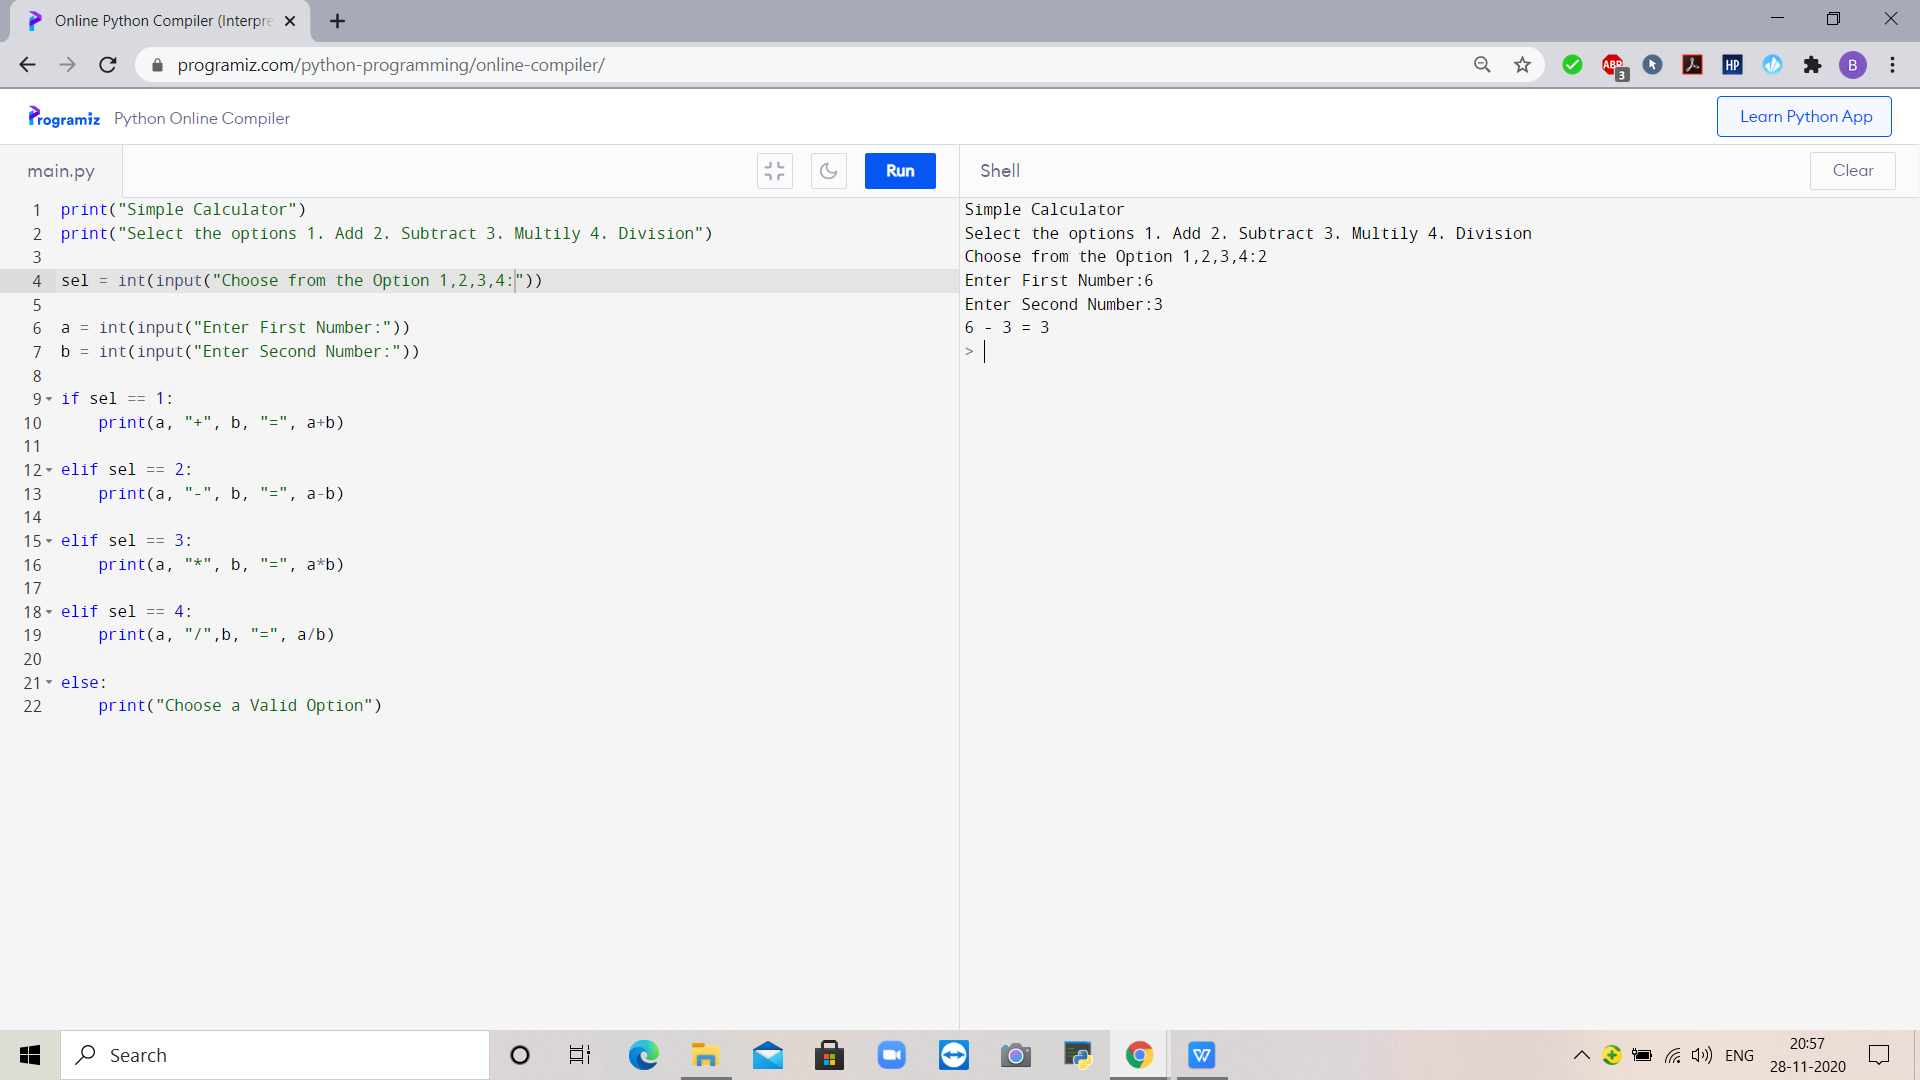 Online Python Compiler (Interpre
programiz.com/python-programming/online-compiler/
ABP
3
HP
B
Programiz Python Online Compiler
Learn Python App
main.py
Run
Shell
Clear
1 print("Simple Calculator")
2 print("Select the options 1. Add 2. Subtract 3. Multily 4. Division")
3
4 sel = int(input("Choose from the Option 1,2,3,4:"))
5
6 a = int(input("Enter First Number:"))
7 b = int(input("Enter Second Number:"))
8
9 if sel == 1:
10 print(a, "+", b, "=", a+b)
11
12 elif sel == 2:
13 print(a, "-", b, "=", a-b)
14
15 elif sel == 3:
16 print(a, "*", b, "=", a*b)
17
18 elif sel == 4:
19 print(a, "/",b, "=", a/b)
20
21 else:
22 print("Choose a Valid Option")
Simple Calculator
Select the options 1. Add 2. Subtract 3. Multily 4. Division
Choose from the Option 1,2,3,4:2
Enter First Number:6
Enter Second Number:3
6 - 3 = 3
>
Search
W
ENG
20:57
28-11-2020